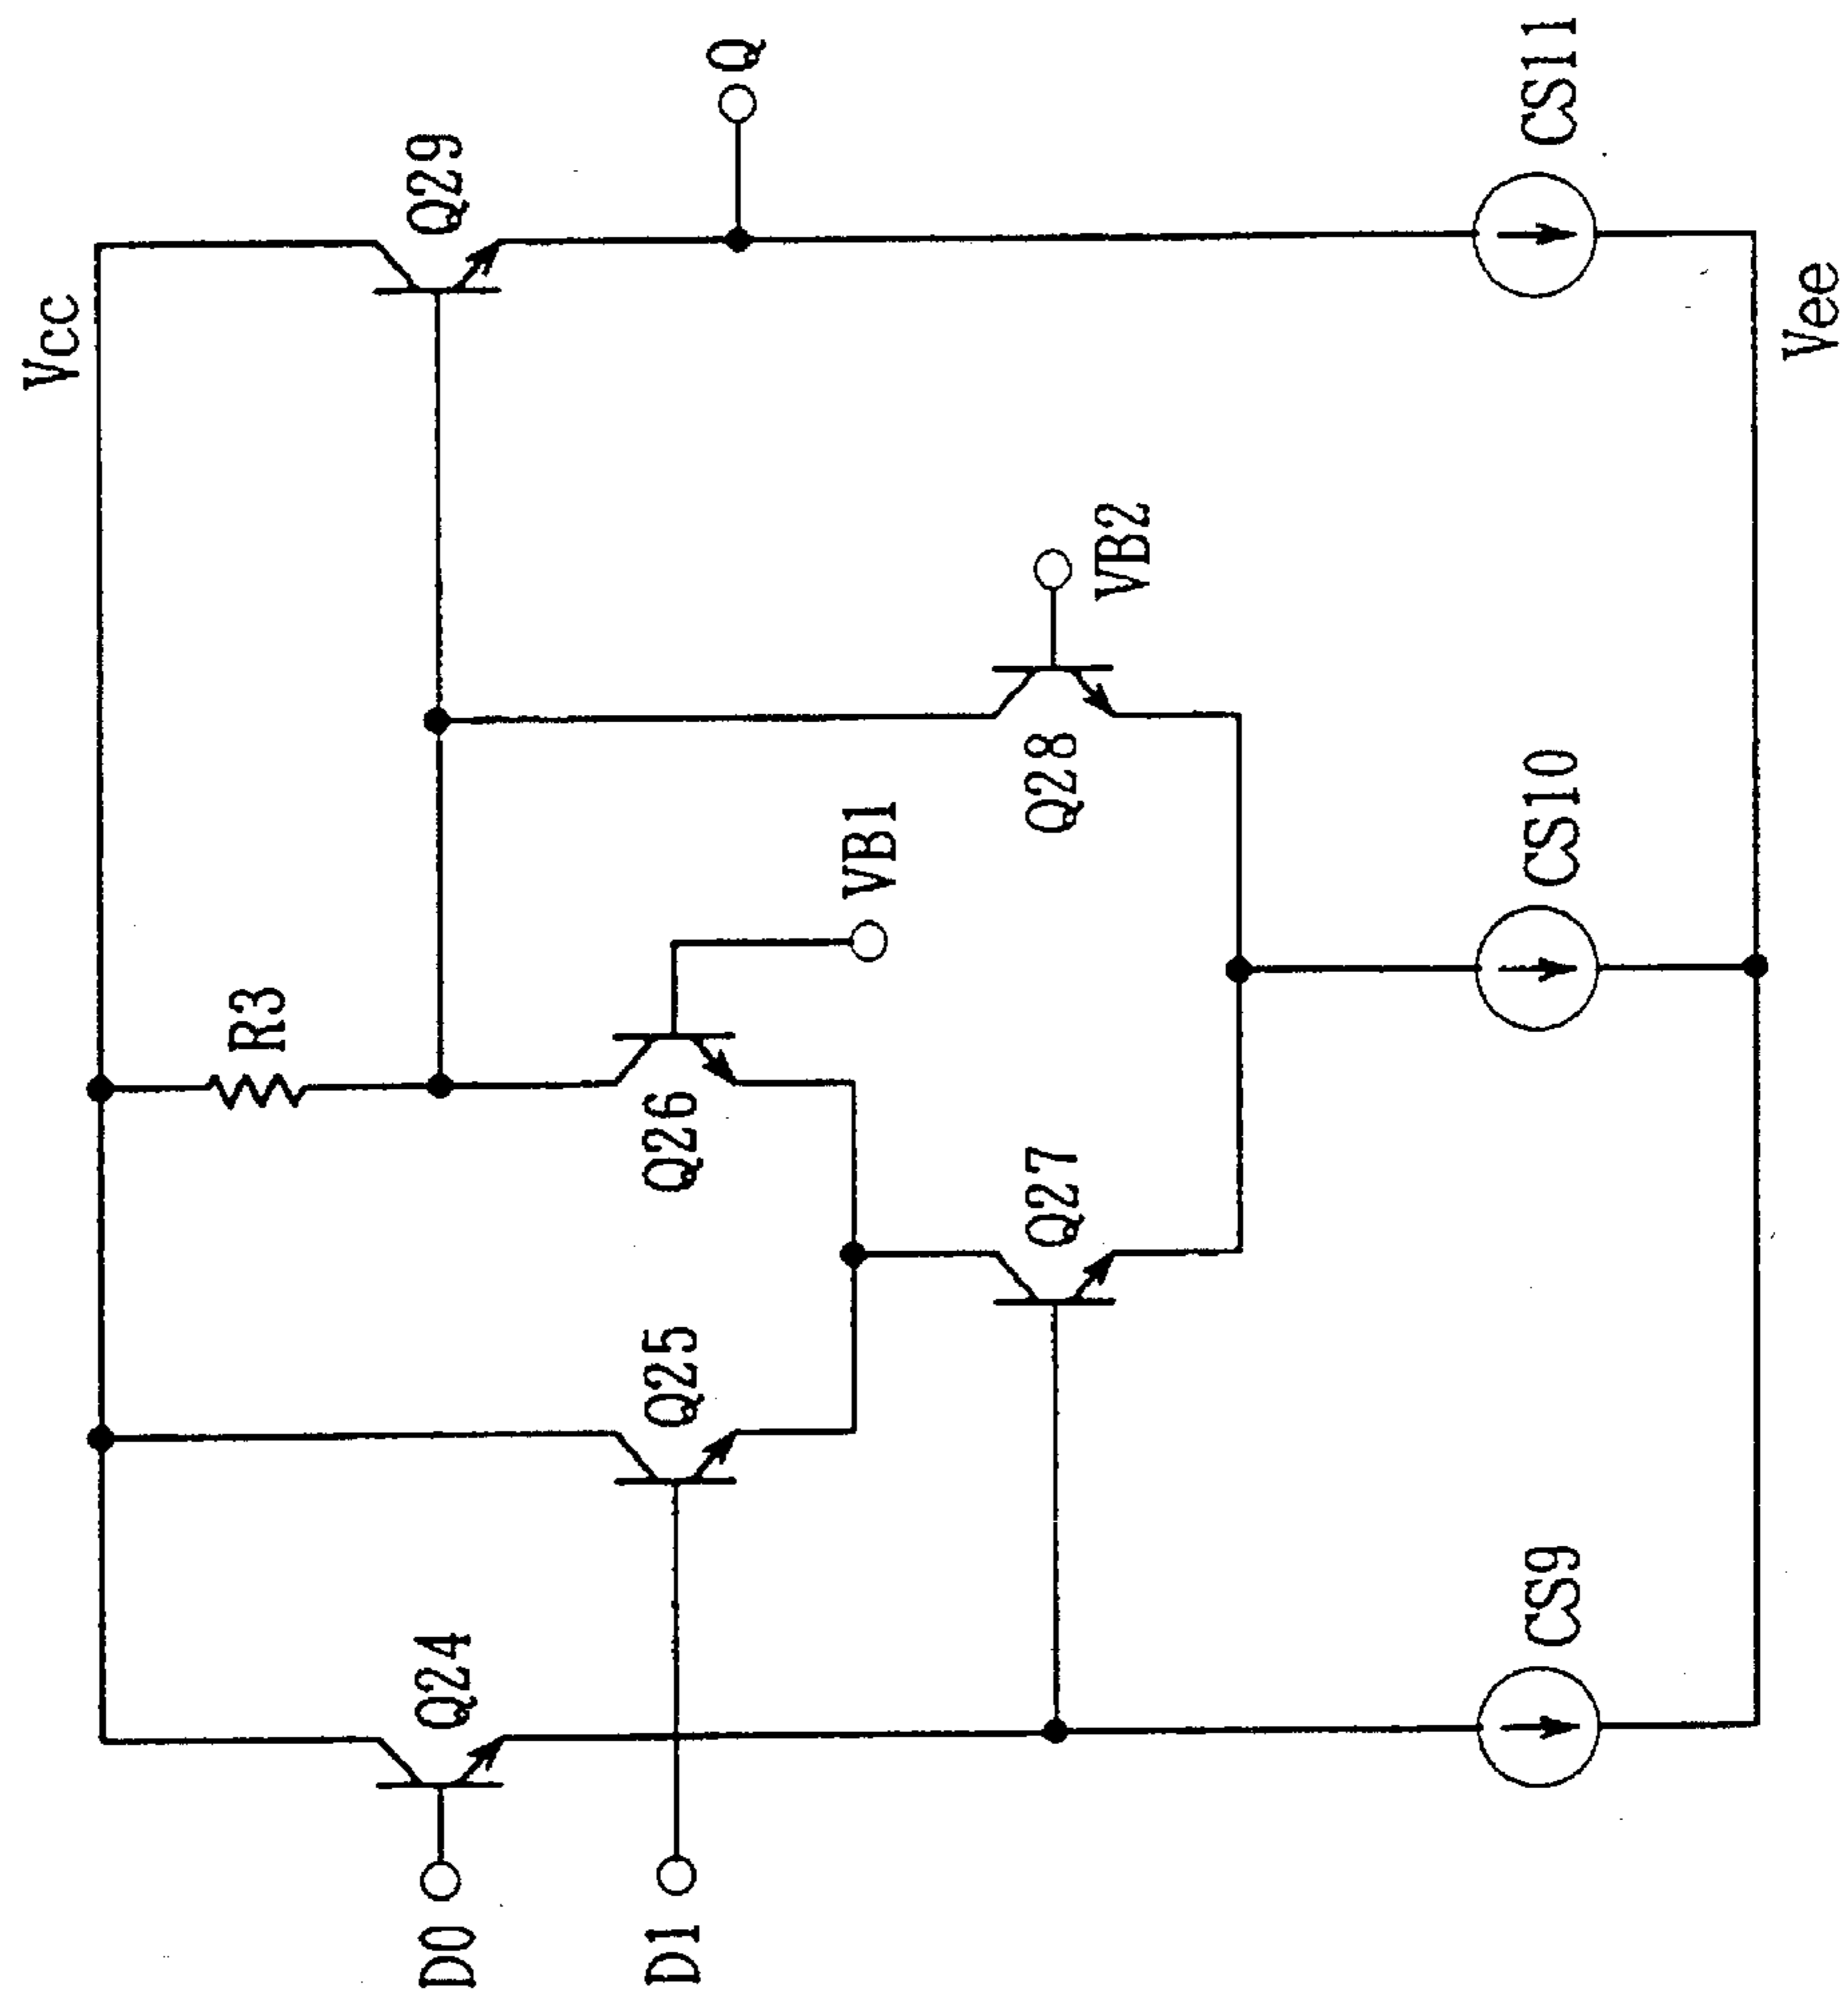 Vcc
R3
Q29
Q24
D0
Q
Q25
Q26
D1
VB1
Q27
Q28
VB2
CS9
CS10
CS11
Vee